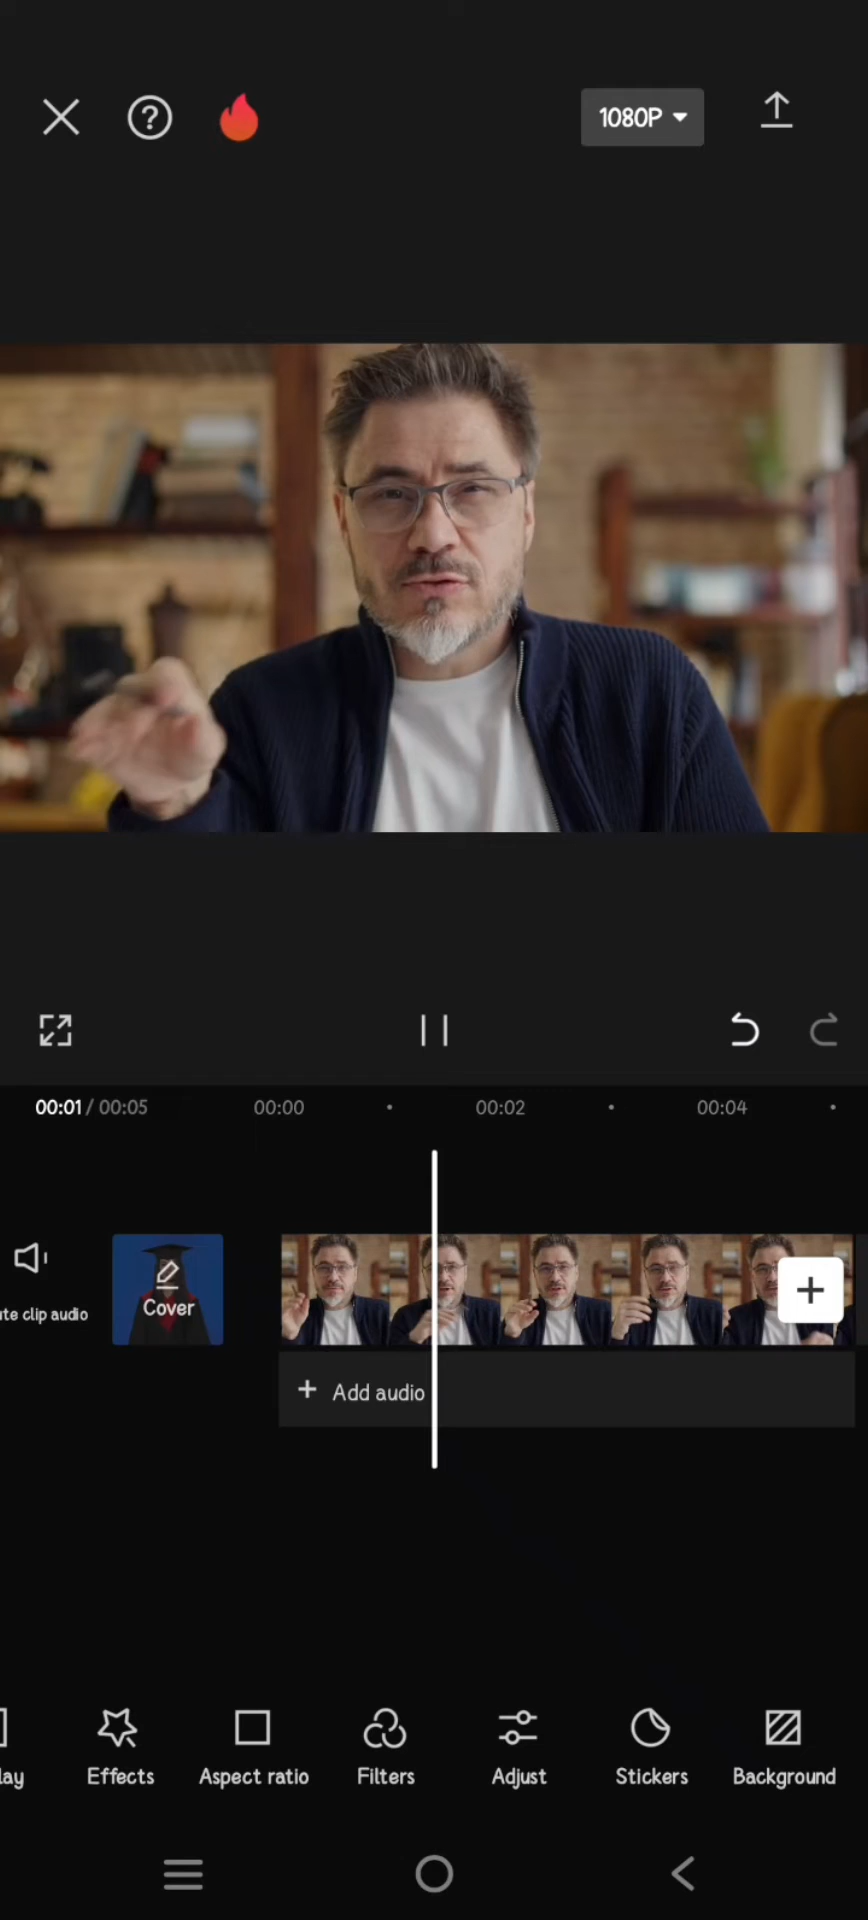 1080P
00:01 / 00:05
00:00
00:02
00:04
te clip audio
Cover
+ Add audio
lay
Effects
Aspect ratio
Filters
Adjust
Stickers
Background